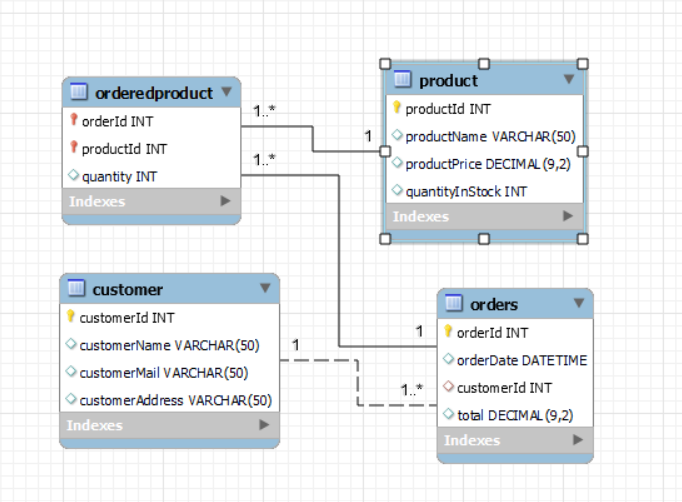 orderedproduct
orderId INT
productId INT
quantity INT
Indexes
1..*
1
1..*
product
productId INT
productName VARCHAR(50)
productPrice DECIMAL(9,2)
quantityInStock INT
Indexes
customer
customerId INT
customerName VARCHAR(50)
customerMail VARCHAR(50)
customerAddress VARCHAR(50)
Indexes
1
1
1..*
orders
orderId INT
orderDate DATETIME
customerId INT
total DECIMAL(9,2)
Indexes